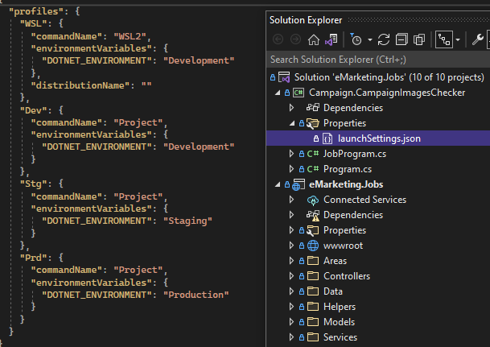 "profiles": {
"WSL": {
"commandName": "WSL2",
"environmentVariables": {
"DOTNET_ENVIRONMENT": "Development"
},
"distributionName": ""
},
"Dev": {
"commandName": "Project",
"environmentVariables": {
"DOTNET_ENVIRONMENT": "Development"
}
},
"Stg": {
"commandName": "Project",
"environmentVariables": {
"DOTNET_ENVIRONMENT": "Staging"
}
},
"Prd": {
"commandName": "Project",
"environmentVariables": {
"DOTNET_ENVIRONMENT": "Production"
}
}
}
}
Solution Explorer
Search Solution Explorer (Ctrl+;)
Solution 'eMarketing.Jobs' (10 of 10 projects)
Campaign.CampaignImagesChecker
Dependencies
Properties
launchSettings.json
C# JobProgram.cs
C# Program.cs
eMarketing.Jobs
Connected Services
Dependencies
Properties
wwwroot
Areas
Controllers
Data
Helpers
Models
Services